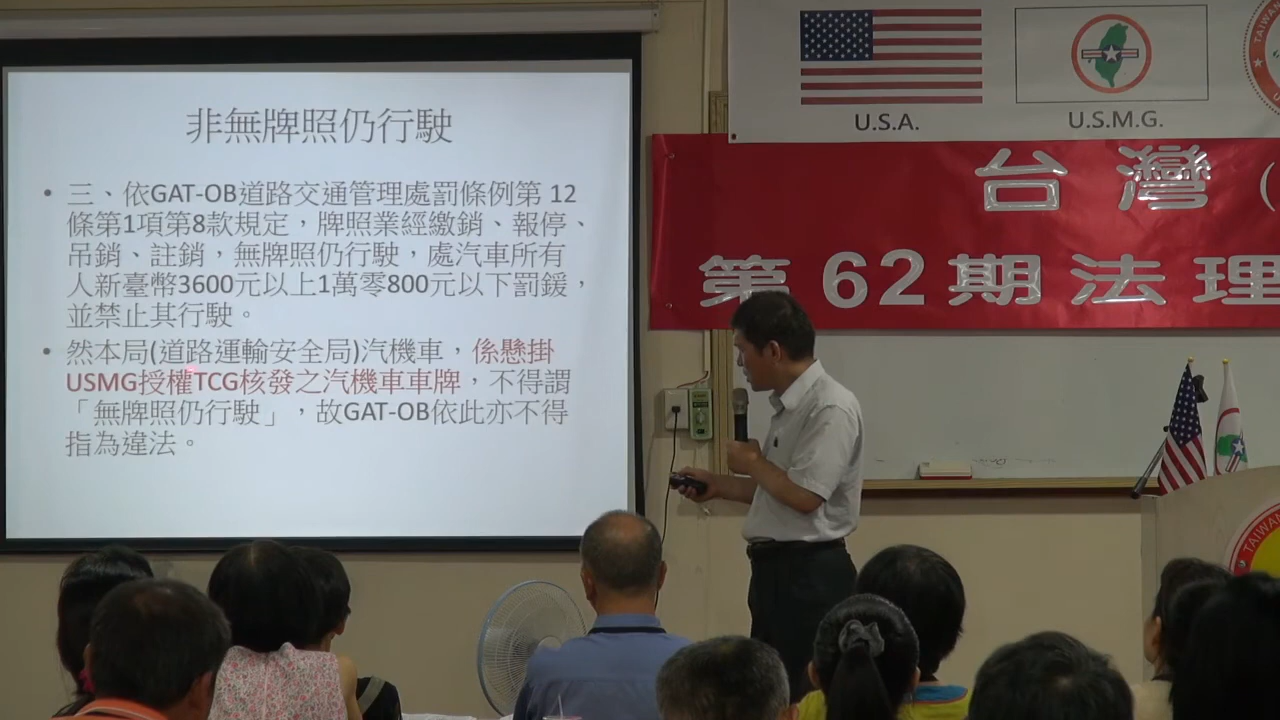 非無牌照仍行駛
• 三、依GAT-OB道路交通管理處罰條例第 12
條第1項第8款規定，牌照業經繳銷、報停、
吊銷、註銷，無牌照仍行駛，處汽車所有
人新臺幣3600元以上1萬零800元以下罰鍰，
並禁止其行駛。
• 然本局(道路運輸安全局)汽機車，係懸掛
USMG授權TCG核發之汽機車車牌，不得謂
「無牌照仍行駛」，故GAT-OB依此亦不得
指為違法。
U.S.A.
U.S.M.G.
TAIWAN
台灣（
第62期法理
TAIWAN